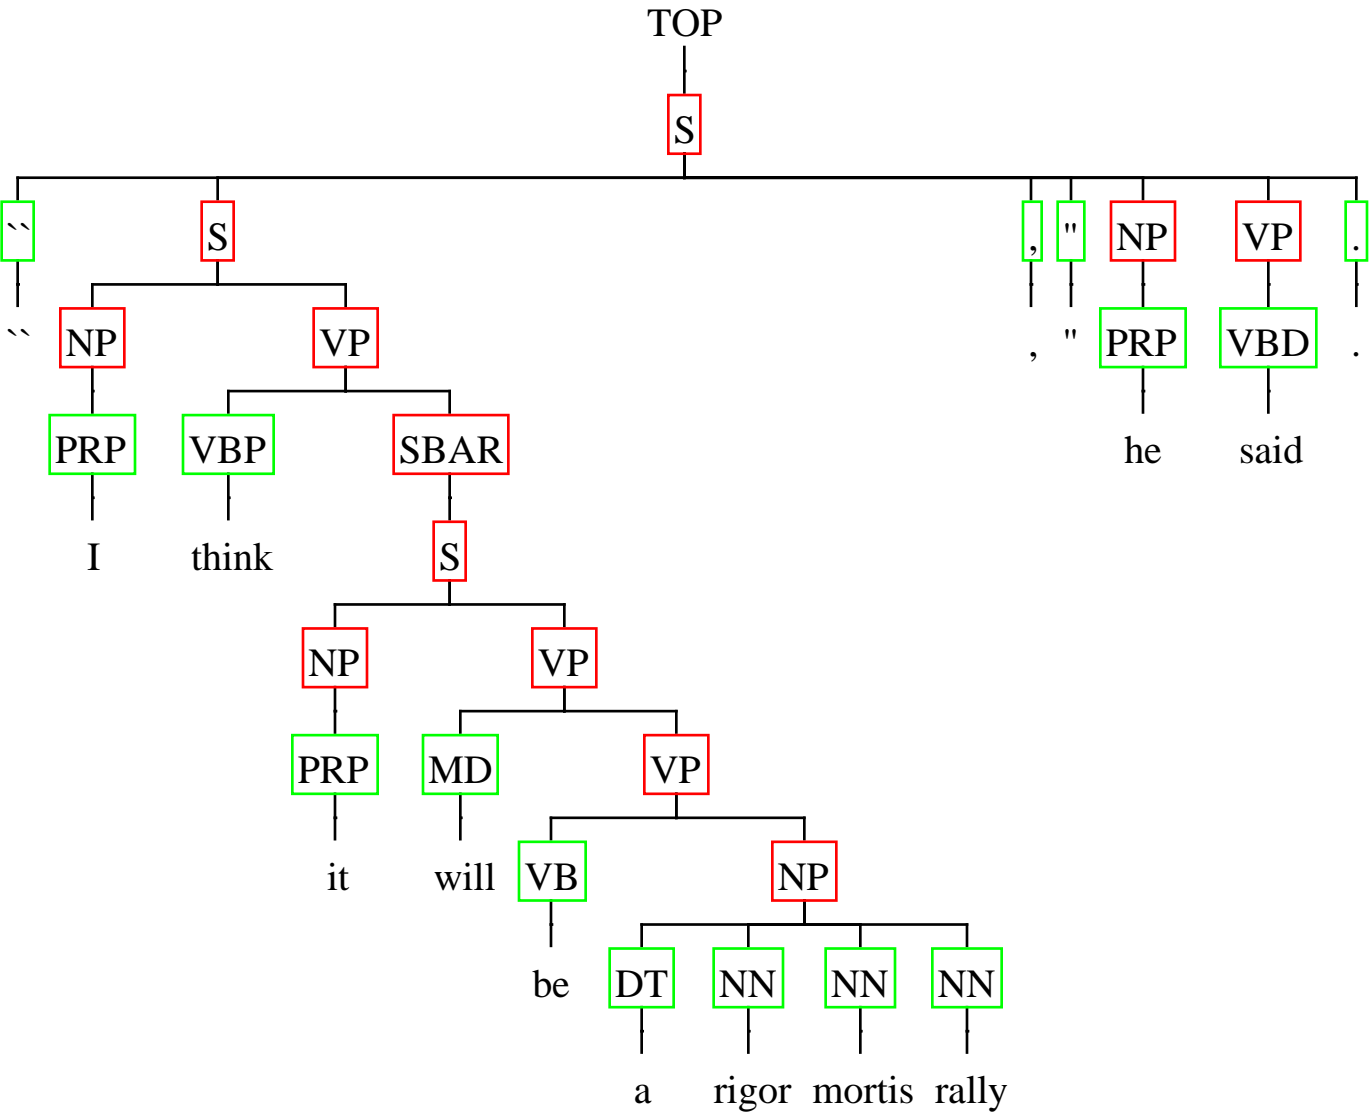 TOP
S
`` S , " NP VP .
`` NP VP , " PRP VBD .
PRP VBP SBAR he said
I think S
NP VP
PRP MD VP
it will VB NP
be DT NN NN NN
a rigor mortis rally